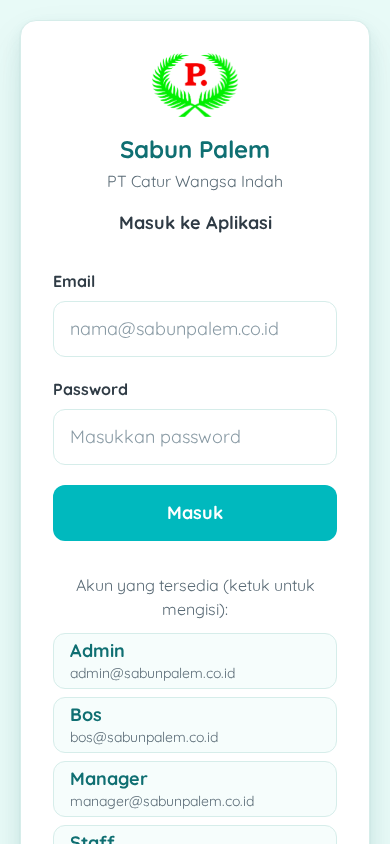 P.
Sabun Palem
PT Catur Wangsa Indah
Masuk ke Aplikasi
Email
nama@sabunpalem.co.id
Password
Masukkan password
Masuk
Akun yang tersedia (ketuk untuk
mengisi):
Admin
admin@sabunpalem.co.id
Bos
bos@sabunpalem.co.id
Manager
manager@sabunpalem.co.id
Staff